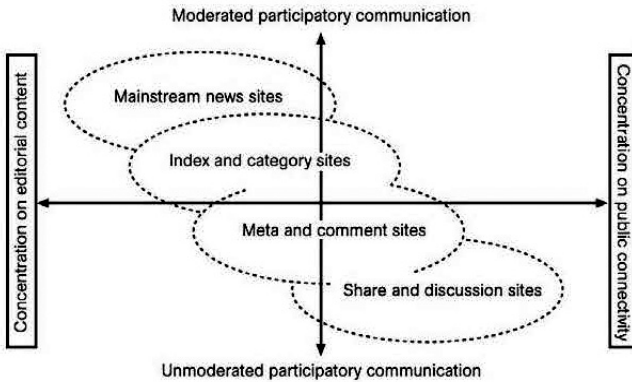 Moderated participatory communication
Concentration on editorial content
Concentration on public connectivity
Mainstream news sites
Index and category sites
Meta and comment sites
Share and discussion sites
Unmoderated participatory communication